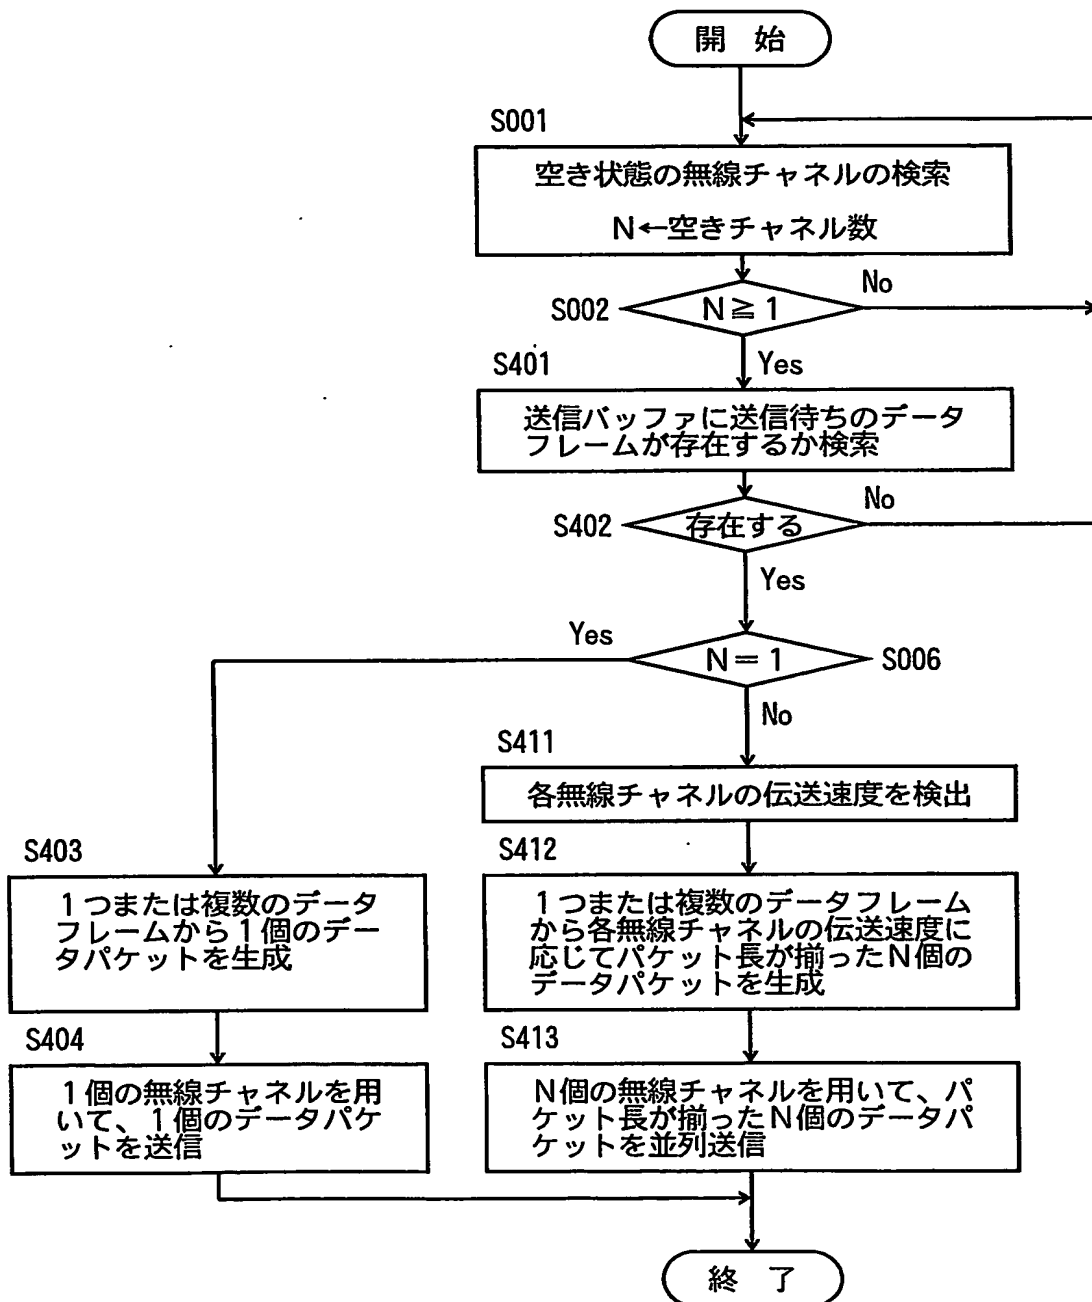 開 始
S001
空き状態の無線チャネルの検索
N←空きチャネル数
No
S002
N≧1
Yes
S401
送信バッファに送信待ちのデータ
フレームが存在するか検索
No
S402
存在する
Yes
Yes
N=1
S006
No
S411
各無線チャネルの伝送速度を検出
S403
1つまたは複数のデータ
フレームから1個のデー
タパケットを生成
S412
1つまたは複数のデータフレーム
から各無線チャネルの伝送速度に
応じてパケット長が揃ったN個の
データパケットを生成
S404
1個の無線チャネルを用
いて、1個のデータパケ
ットを送信
S413
N個の無線チャネルを用いて、パ
ケット長が揃ったN個のデータパ
ケットを並列送信
終 了